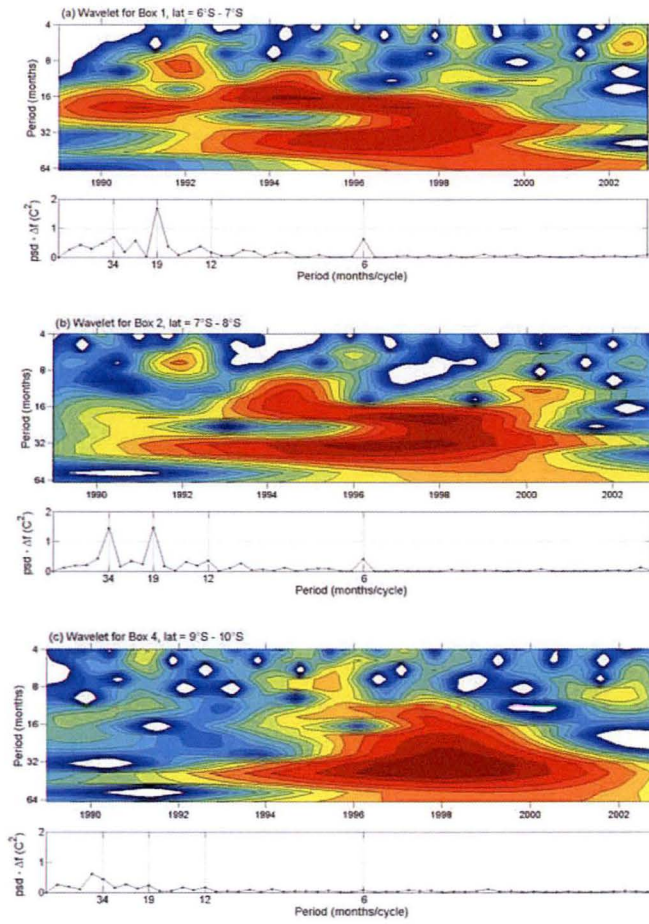 (a) Wavelet for Box 1, lat = 6°S - 7°S
Period (months)
4
8
16
32
64
1990 1992 1994 1996 1998 2000 2002
psd · Δf (C²)
2
1
0
34 19 12 6
Period (months/cycle)
(b) Wavelet for Box 2, lat = 7°S - 8°S
Period (months)
4
8
16
32
64
1990 1992 1994 1996 1998 2000 2002
psd · Δf (C²)
2
1
0
34 19 12 6
Period (months/cycle)
(c) Wavelet for Box 4, lat = 9°S - 10°S
Period (months)
4
8
16
32
64
1990 1992 1994 1996 1998 2000 2002
psd · Δf (C²)
2
1
0
34 19 12 6
Period (months/cycle)